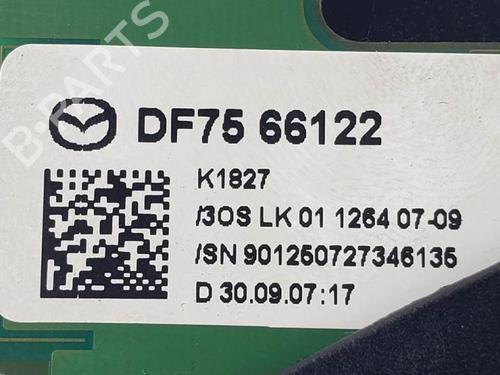 B-PARTS
DF75 66122
K1827
/3OS LK 01 1264 07-09
/SN 901250727346135
D 30.09.07:17